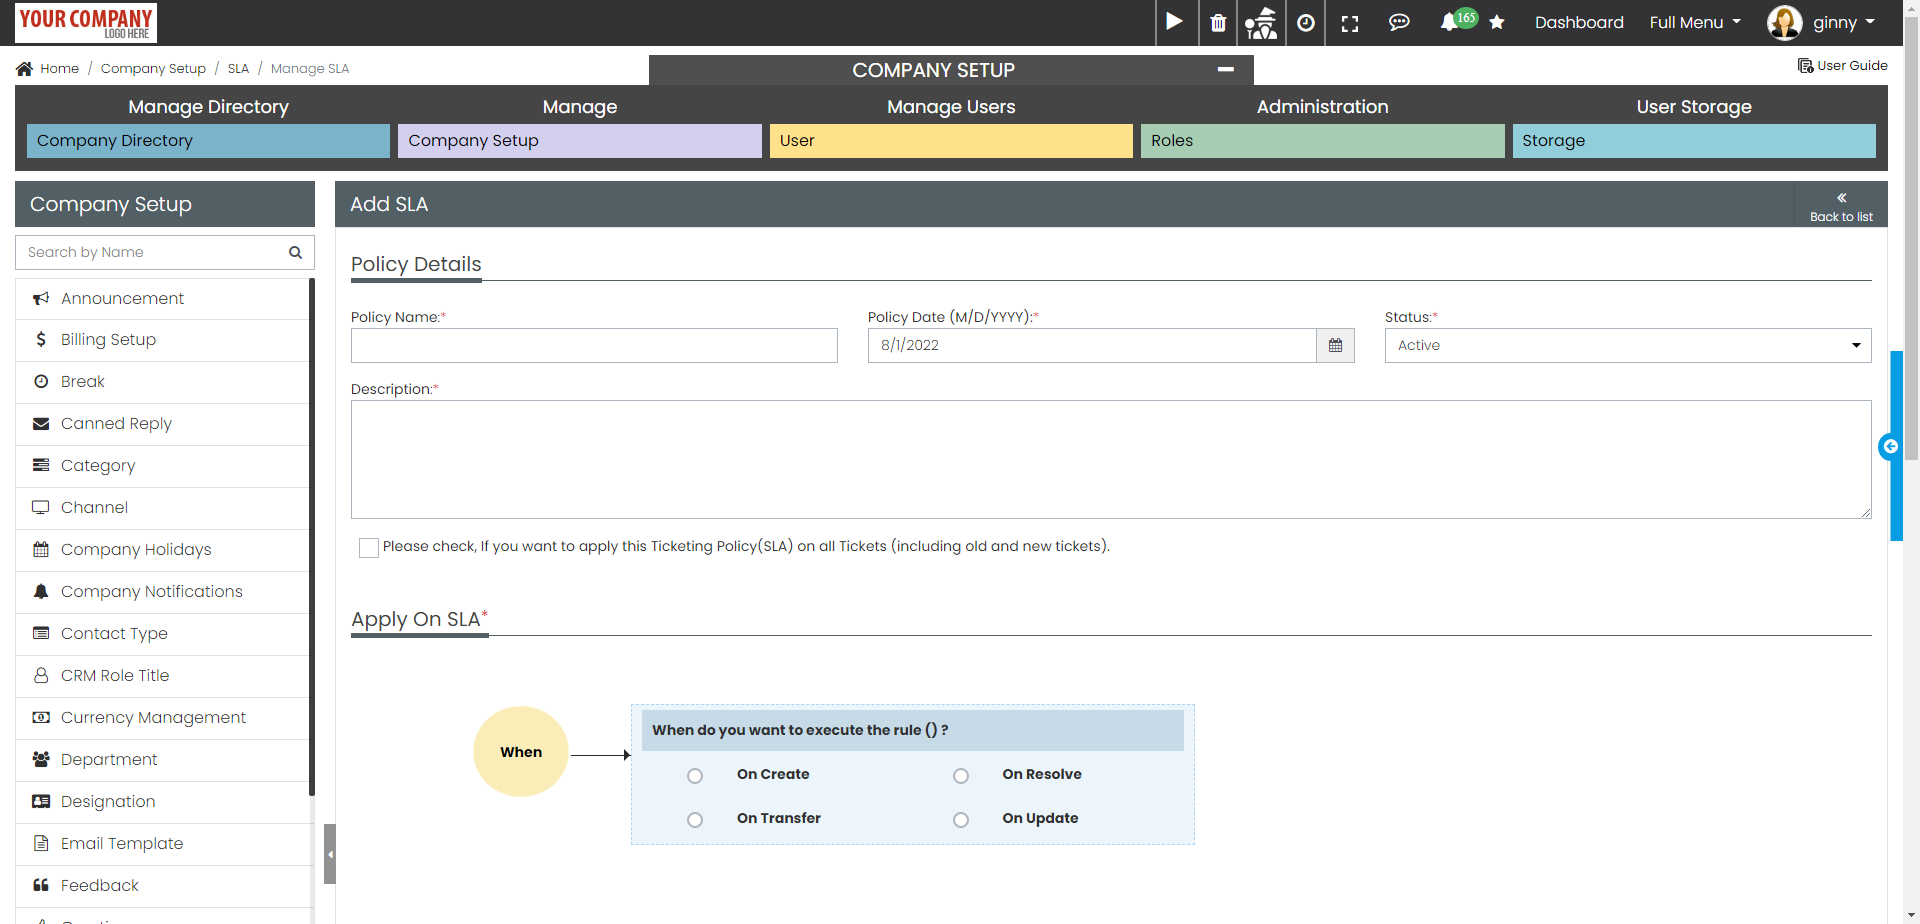 YOUR COMPANY
LOGO HERE
165
Dashboard
Full Menu
ginny
Home / Company Setup / SLA / Manage SLA
COMPANY SETUP
User Guide
Manage Directory
Manage
Manage Users
Administration
User Storage
Company Directory
Company Setup
User
Roles
Storage
Company Setup
Add SLA
Back to list
Search by Name
Announcement
Billing Setup
Break
Canned Reply
Category
Channel
Company Holidays
Company Notifications
Contact Type
CRM Role Title
Currency Management
Department
Designation
Email Template
Feedback
Policy Details
Policy Name:*
Policy Date (M/D/YYYY):*
Status:*
8/1/2022
Active
Description:*
Please check, If you want to apply this Ticketing Policy(SLA) on all Tickets (including old and new tickets).
Apply On SLA*
When
When do you want to execute the rule () ?
On Create
On Resolve
On Transfer
On Update